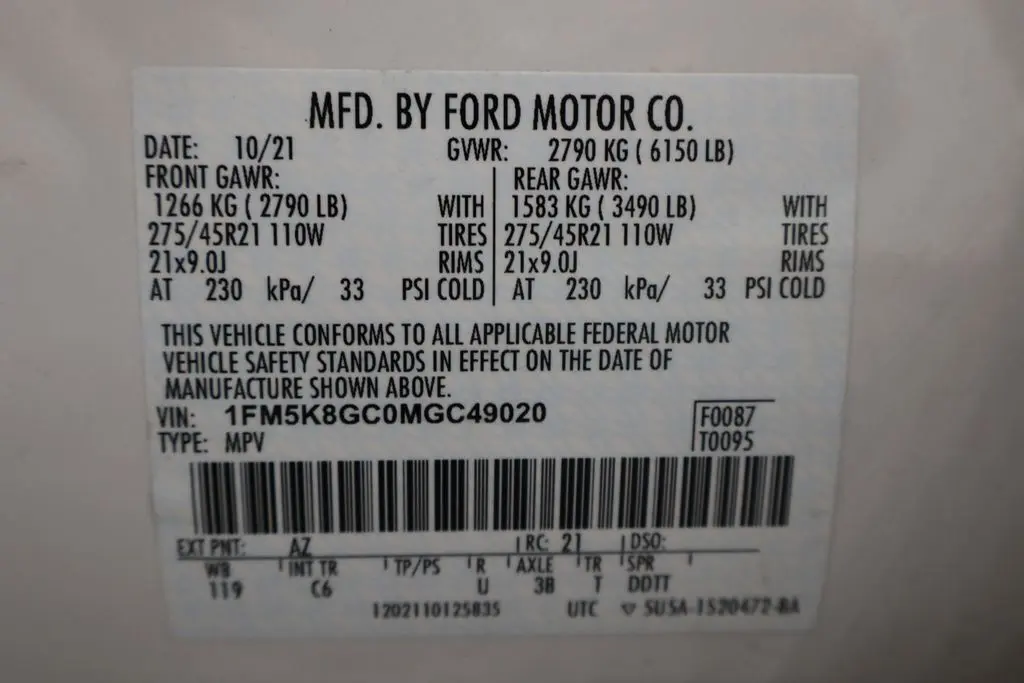 MFD. BY FORD MOTOR CO.
DATE: 10/21 GVWR: 2790 KG ( 6150 LB)
FRONT GAWR: REAR GAWR:
1266 KG ( 2790 LB) WITH 1583 KG ( 3490 LB) WITH
275/45R21 110W TIRES 275/45R21 110W TIRES
21x9.0J RIMS 21x9.0J RIMS
AT 230 kPa/ 33 PSI COLD AT 230 kPa/ 33 PSI COLD
THIS VEHICLE CONFORMS TO ALL APPLICABLE FEDERAL MOTOR
VEHICLE SAFETY STANDARDS IN EFFECT ON THE DATE OF
MANUFACTURE SHOWN ABOVE.
VIN: 1FM5K8GC0MGC49020 F0087
TYPE: MPV T0095
EXT PNT: AZ RC: 21 DSO:
WB INT TR TP/PS R AXLE TR SPR
119 C6 U 3B T DDTT
1202110125835 UTC SUSA-1520472-BA